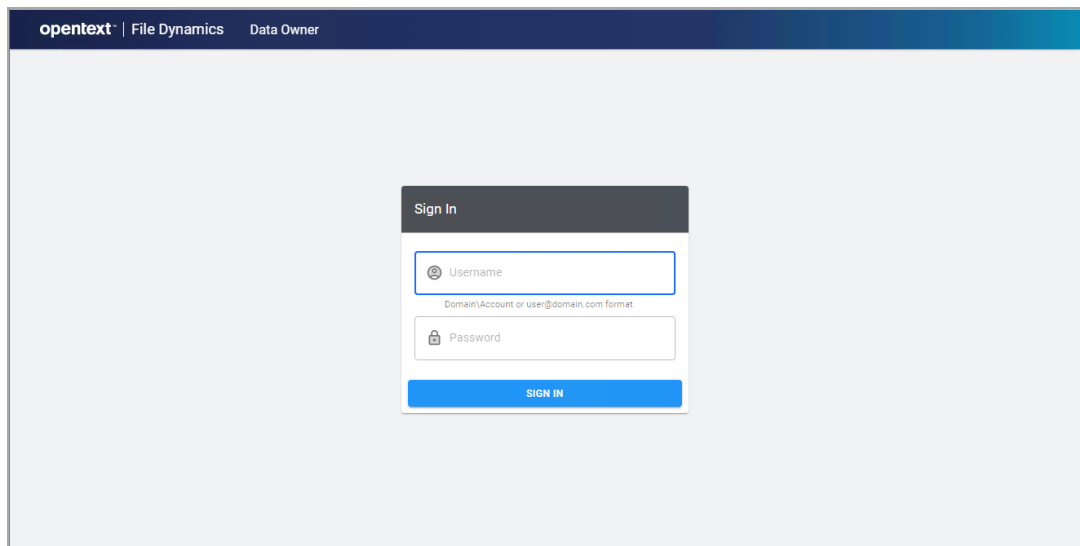 opentext™ | File Dynamics Data Owner
Sign In
Username
Domain\Account or user@domain.com format
Password
SIGN IN